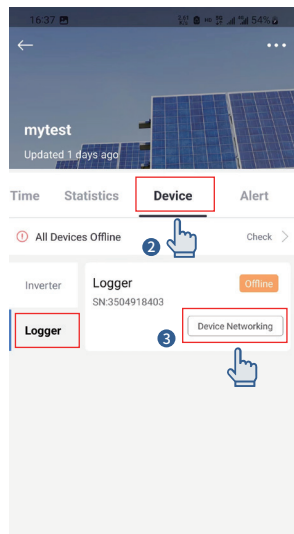 16:37 54%
mytest
Updated 1 days ago
Time Statistics Device Alert
All Devices Offline Check
2
Inverter Logger Offline
SN:3504918403
Logger 3 Device Networking